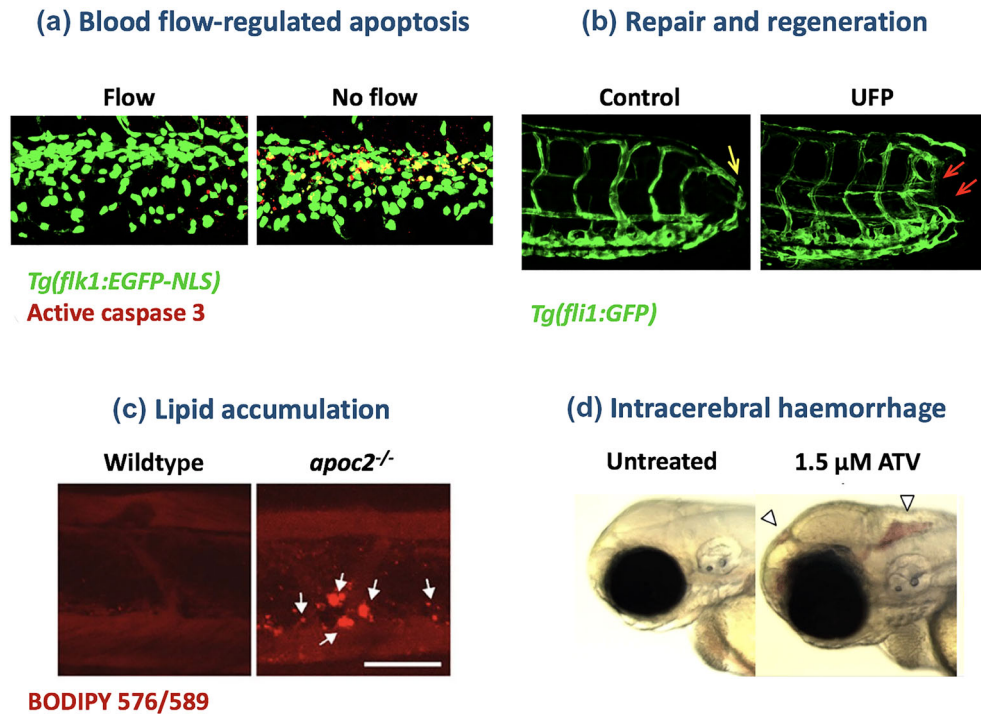 (a) Blood flow-regulated apoptosis
Flow
No flow
Tg(flk1:EGFP-NLS)
Active caspase 3
(b) Repair and regeneration
Control
UFP
Tg(fli1:GFP)
(c) Lipid accumulation
Wildtype
apoc2-/-
BODIPY 576/589
(d) Intracerebral haemorrhage
Untreated
1.5 μM ATV